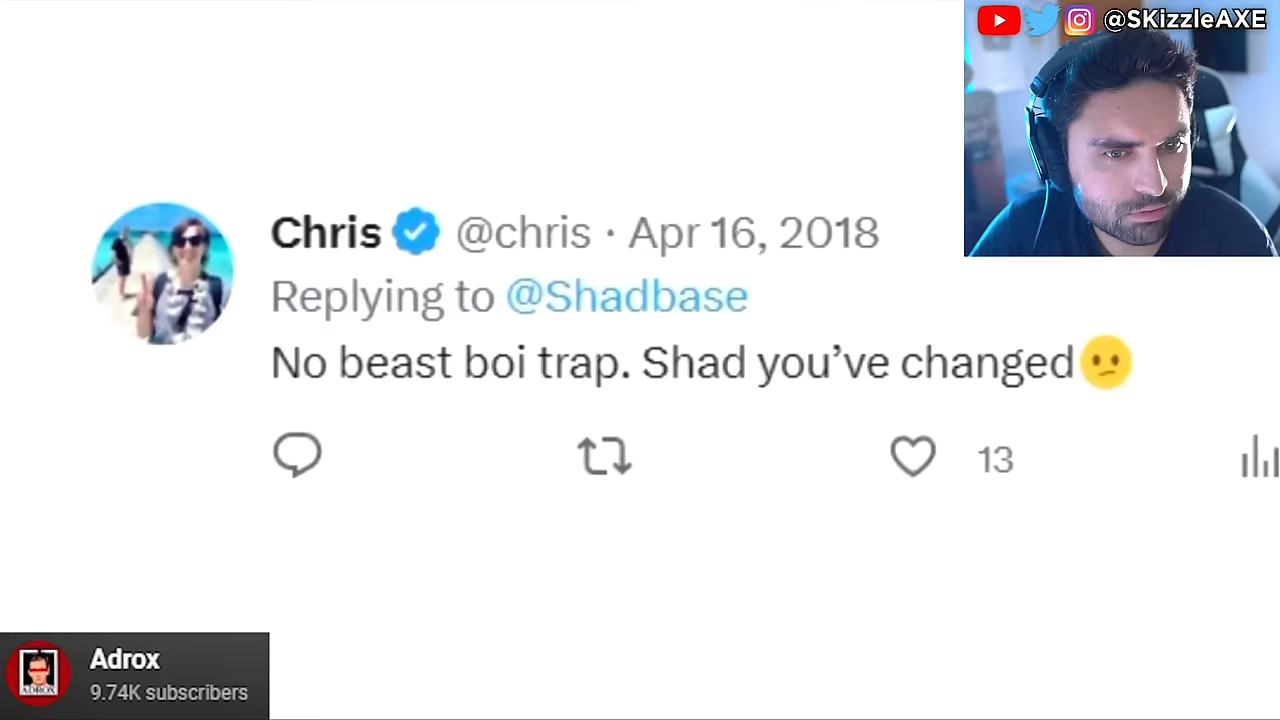 @SKizzleAXE
Chris @chris · Apr 16, 2018
Replying to @Shadbase
No beast boi trap. Shad you’ve changed🫤
13
ADROX
Adrox
9.74K subscribers